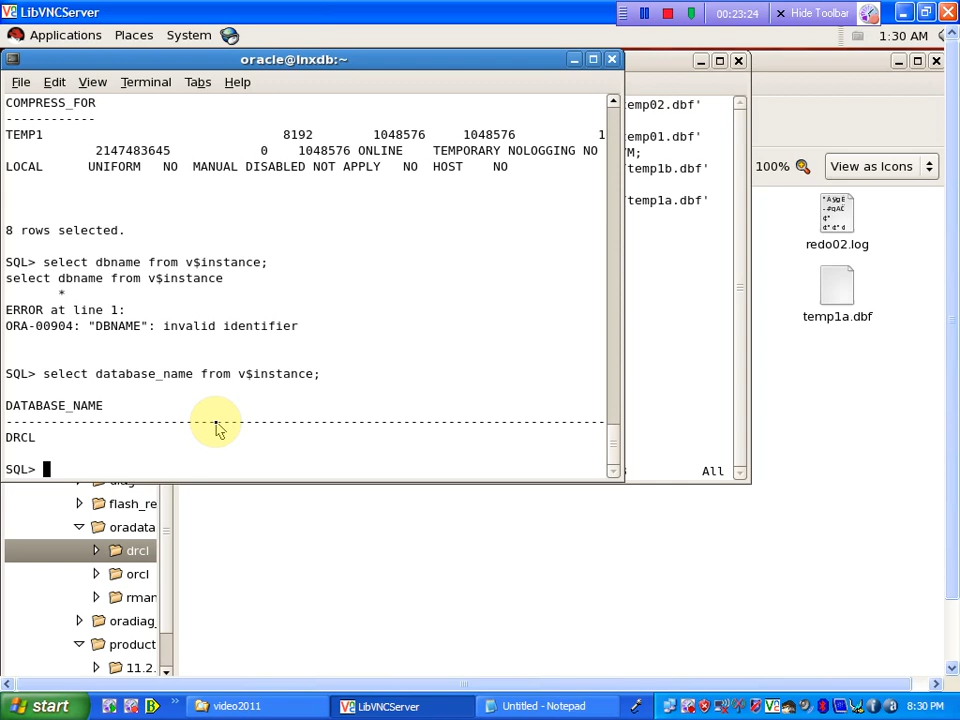 LibVNCServer
00:23:24
Hide Toolbar
Applications Places System
1:30 AM
oracle@lnxdb:~
File Edit View Terminal Tabs Help
COMPRESS_FOR
------------
TEMP1 8192 1048576 1048576 1
2147483645 0 1048576 ONLINE TEMPORARY NOLOGGING NO
LOCAL UNIFORM NO MANUAL DISABLED NOT APPLY NO HOST NO
8 rows selected.
SQL> select dbname from v$instance;
select dbname from v$instance
*
ERROR at line 1:
ORA-00904: "DBNAME": invalid identifier
SQL> select database_name from v$instance;
DATABASE_NAME
--------------------------------------------------------------------------------
DRCL
SQL>
temp02.dbf'
temp01.dbf'
M;
temp1b.dbf'
temp1a.dbf'
All
100%
View as Icons
redo02.log
temp1a.dbf
flash_re
oradata
drcl
orcl
rman
oradiag_
product
11.2.
start
video2011
LibVNCServer
Untitled - Notepad
8:30 PM